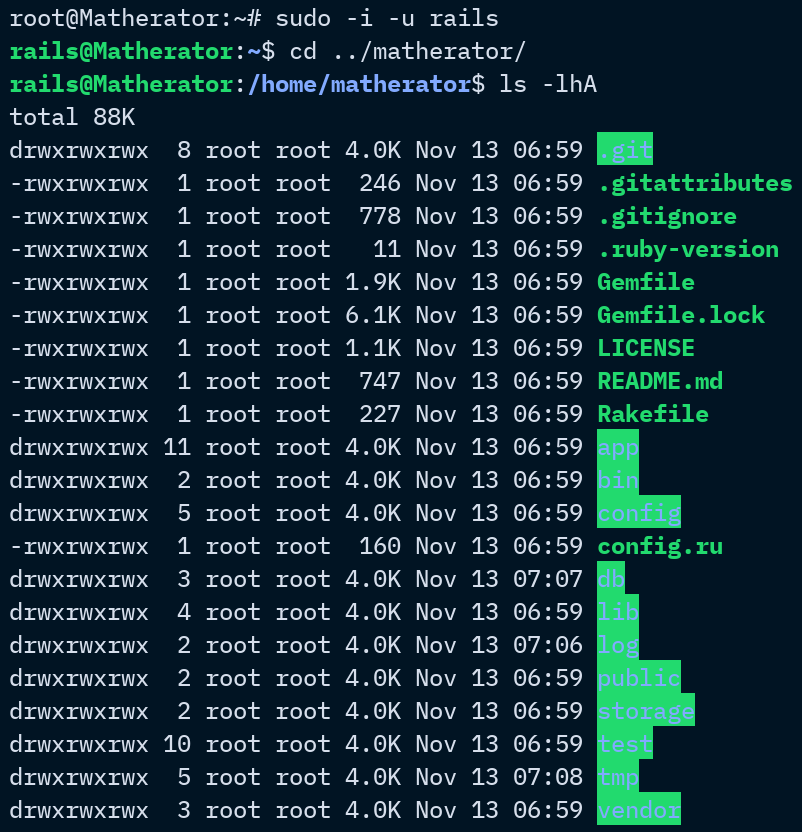 root@Matherator:~# sudo -i -u rails
rails@Matherator:~$ cd ../matherator/
rails@Matherator:/home/matherator$ ls -lhA
total 88K
drwxrwxrwx  8 root root 4.0K Nov 13 06:59 .git
-rwxrwxrwx  1 root root  246 Nov 13 06:59 .gitattributes
-rwxrwxrwx  1 root root  778 Nov 13 06:59 .gitignore
-rwxrwxrwx  1 root root   11 Nov 13 06:59 .ruby-version
-rwxrwxrwx  1 root root 1.9K Nov 13 06:59 Gemfile
-rwxrwxrwx  1 root root 6.1K Nov 13 06:59 Gemfile.lock
-rwxrwxrwx  1 root root 1.1K Nov 13 06:59 LICENSE
-rwxrwxrwx  1 root root  747 Nov 13 06:59 README.md
-rwxrwxrwx  1 root root  227 Nov 13 06:59 Rakefile
drwxrwxrwx 11 root root 4.0K Nov 13 06:59 app
drwxrwxrwx  2 root root 4.0K Nov 13 06:59 bin
drwxrwxrwx  5 root root 4.0K Nov 13 06:59 config
-rwxrwxrwx  1 root root  160 Nov 13 06:59 config.ru
drwxrwxrwx  3 root root 4.0K Nov 13 07:07 db
drwxrwxrwx  4 root root 4.0K Nov 13 06:59 lib
drwxrwxrwx  2 root root 4.0K Nov 13 07:06 log
drwxrwxrwx  2 root root 4.0K Nov 13 06:59 public
drwxrwxrwx  2 root root 4.0K Nov 13 06:59 storage
drwxrwxrwx 10 root root 4.0K Nov 13 06:59 test
drwxrwxrwx  5 root root 4.0K Nov 13 07:08 tmp
drwxrwxrwx  3 root root 4.0K Nov 13 06:59 vendor